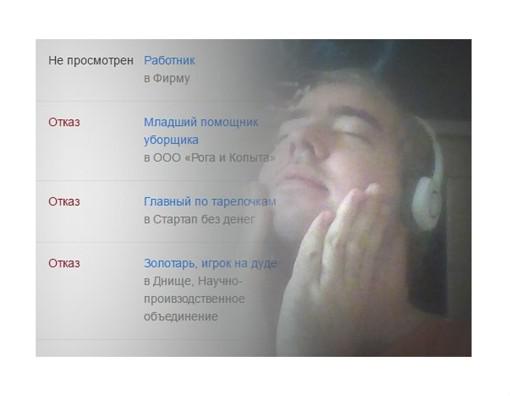 Не просмотрен Работник
в Фирму
Отказ Младший помощник
уборщика
в ООО «Рога и Копыта»
Отказ Главный по тарелочкам
в Стартап без денег
Отказ Золотарь, игрок на дуде
в Днище, Научно-
проивзодственное
объединение